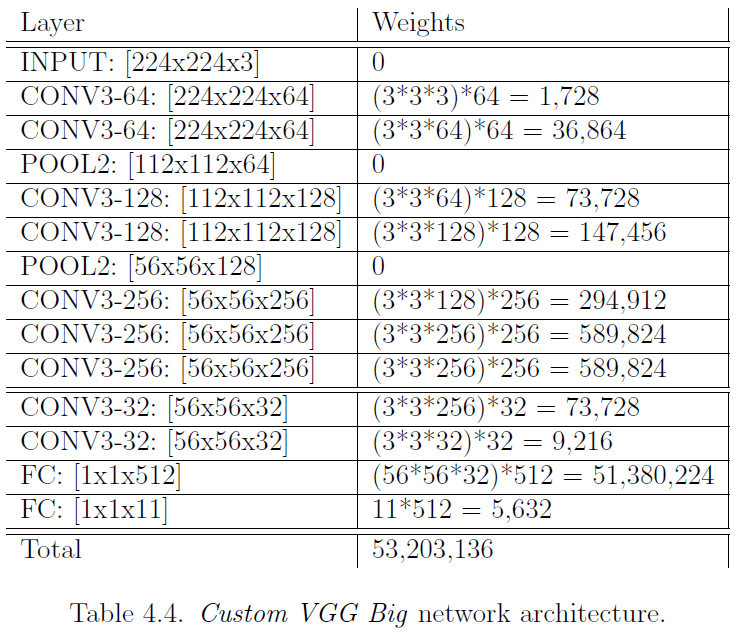 Layer Weights
INPUT: [224x224x3] 0
CONV3-64: [224x224x64] (3*3*3)*64 = 1,728
CONV3-64: [224x224x64] (3*3*64)*64 = 36,864
POOL2: [112x112x64] 0
CONV3-128: [112x112x128] (3*3*64)*128 = 73,728
CONV3-128: [112x112x128] (3*3*128)*128 = 147,456
POOL2: [56x56x128] 0
CONV3-256: [56x56x256] (3*3*128)*256 = 294,912
CONV3-256: [56x56x256] (3*3*256)*256 = 589,824
CONV3-256: [56x56x256] (3*3*256)*256 = 589,824
CONV3-32: [56x56x32] (3*3*256)*32 = 73,728
CONV3-32: [56x56x32] (3*3*32)*32 = 9,216
FC: [1x1x512] (56*56*32)*512 = 51,380,224
FC: [1x1x11] 11*512 = 5,632
Total 53,203,136
Table 4.4. Custom VGG Big network architecture.